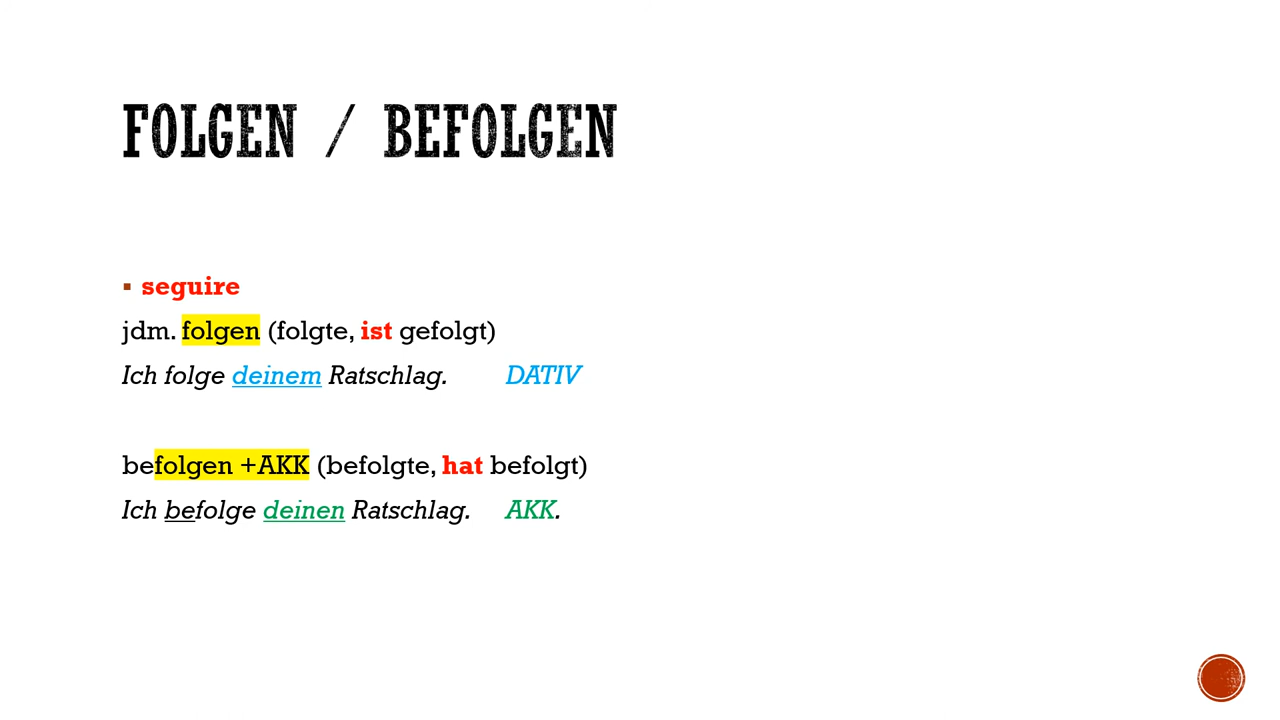 FOLGEN / BEFOLGEN
▪ seguire
jdm. folgen (folgte, ist gefolgt)
Ich folge deinem Ratschlag. DATIV
befolgen +AKK (befolgte, hat befolgt)
Ich befolge deinen Ratschlag. AKK.